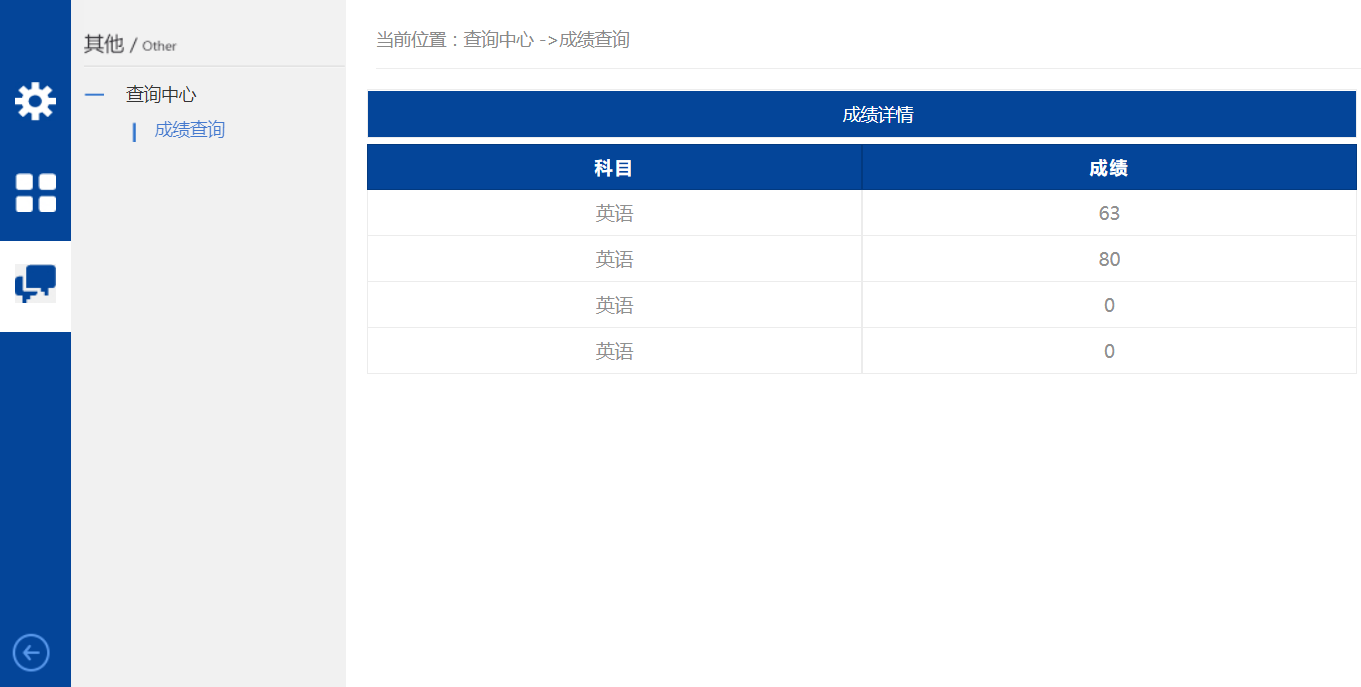 其他 / Other
查询中心
成绩查询
当前位置：查询中心 ->成绩查询
成绩详情
科目 成绩
英语 63
英语 80
英语 0
英语 0